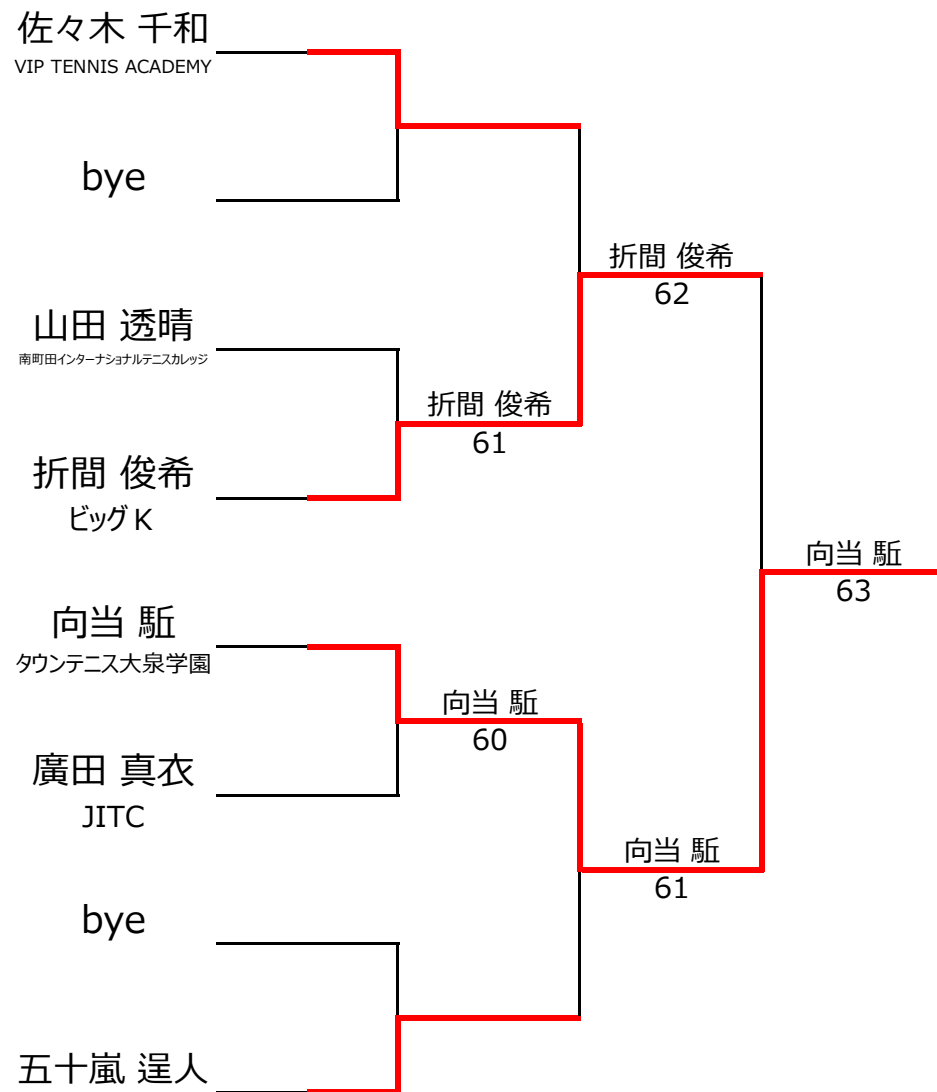 佐々木 千和
VIP TENNIS ACADEMY
bye
折間 俊希
62
山田 透晴
南町田インターナショナルテニスカレッジ
折間 俊希
61
折間 俊希
ビッグK
向当 駈
63
向当 駈
タウンテニス大泉学園
向当 駈
60
廣田 真衣
JITC
向当 駈
61
bye
五十嵐 逞人